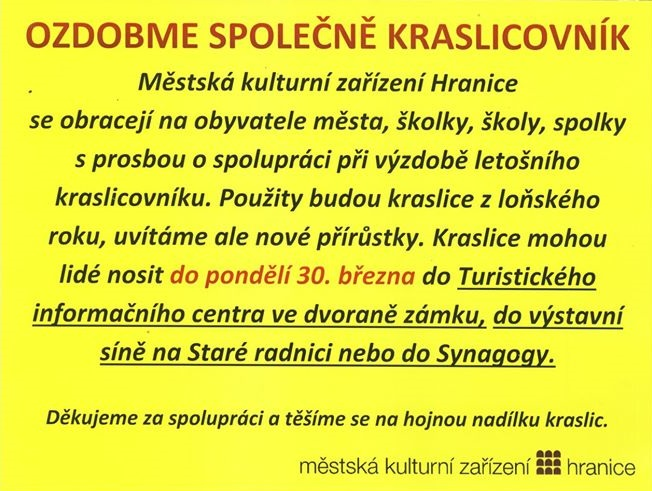 OZDOBME SPOLEČNĚ KRASLICOVNÍK
Městská kulturní zařízení Hranice
se obracejí na obyvatele města, školky, školy, spolky
s prosbou o spolupráci při výzdobě letošního
kraslicovníku. Použity budou kraslice z loňského
roku, uvítáme ale nové přírůstky. Kraslice mohou
lidé nosit do pondělí 30. března do Turistického
informačního centra ve dvoraně zámku, do výstavní
síně na Staré radnici nebo do Synagogy.
Děkujeme za spolupráci a těšíme se na hojnou nadílku kraslic.
městská kulturní zařízení hranice